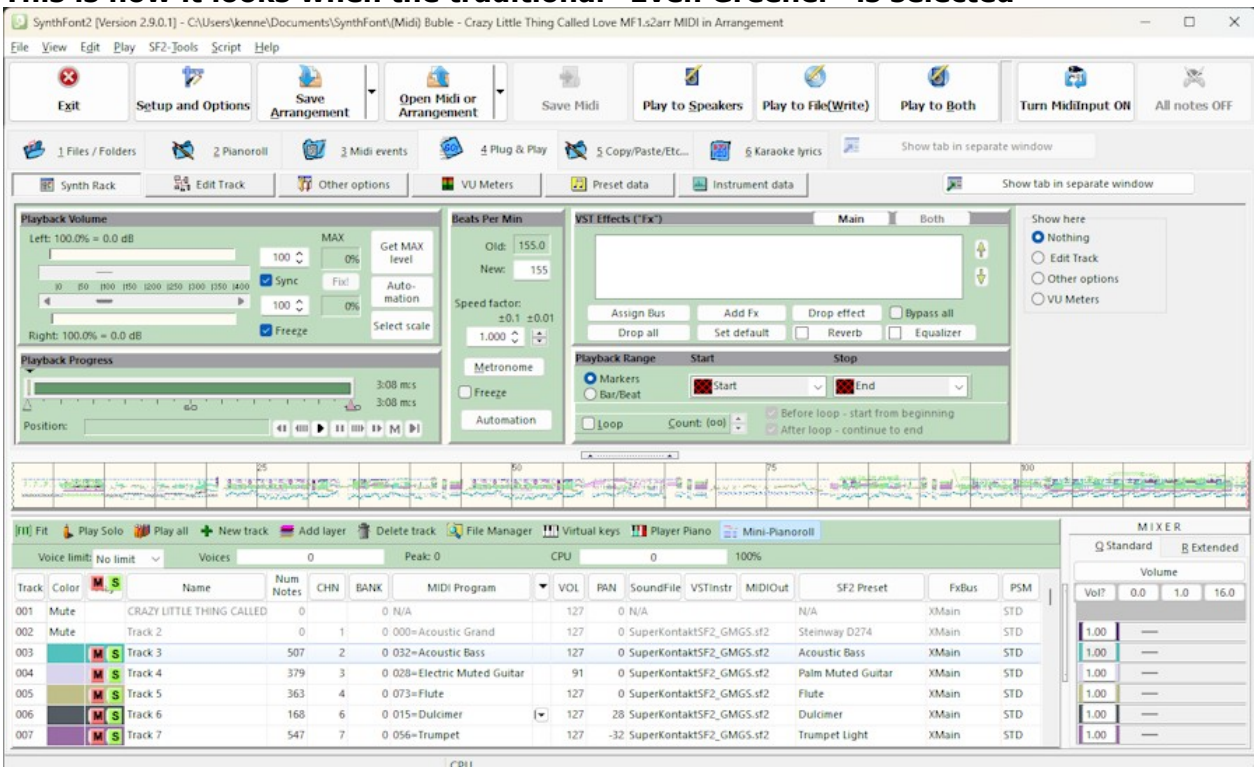 This is how it looks when the traditional "Even Greener" is selected
SynthFont2 [Version 2.9.0.1] - C:\Users\kenne\Documents\SynthFont\(Midi) Buble - Crazy Little Thing Called Love MF1.s2arr MIDI in Arrangement
File View Edit Play SF2-Tools Script Help
Exit Setup and Options Save Arrangement Open Midi or Arrangement Save Midi Play to Speakers Play to File(Write) Play to Both Turn MidiInput ON All notes OFF
1 Files / Folders 2 Pianoroll 3 Midi events 4 Plug & Play 5 Copy/Paste/Etc... 6 Karaoke lyrics Show tab in separate window
Synth Rack Edit Track Other options VU Meters Preset data Instrument data Show tab in separate window
Playback Volume
Left: 100.0% = 0.0 dB
MAX
100 0% Get MAX level
0 50 100 150 200 250 300 350 400
Sync Fix! Auto-mation
100 0%
Freeze Select scale
Right: 100.0% = 0.0 dB
Playback Progress
3:08 m:s
3:08 m:s
Position:
Beats Per Min
Old: 155.0
New: 155
Speed factor:
±0.1 ±0.01
1.000
Metronome
Freeze
Automation
VST Effects ("Fx") Main Both
Assign Bus Add Fx Drop effect Bypass all
Drop all Set default Reverb Equalizer
Playback Range Start Stop
Markers Start End
Bar/Beat
Loop Count: (oo) Before loop - start from beginning
After loop - continue to end
Show here
Nothing
Edit Track
Other options
VU Meters
25 50 75 100
Fit Play Solo Play all New track Add layer Delete track File Manager Virtual keys Player Piano Mini-Pianoroll
Voice limit: No limit Voices 0 Peak: 0 CPU 0 100%
Track Color M S Name Num Notes CHN BANK MIDI Program VOL PAN SoundFile VSTInstr MIDIOut SF2 Preset FxBus PSM
001 Mute CRAZY LITTLE THING CALLED 0 0 N/A 127 0 N/A N/A XMain STD
002 Mute Track 2 0 1 0 000=Acoustic Grand 127 0 SuperKontaktSF2_GMGS.sf2 Steinway D274 XMain STD
003 M S Track 3 507 2 0 032=Acoustic Bass 127 0 SuperKontaktSF2_GMGS.sf2 Acoustic Bass XMain STD
004 M S Track 4 379 3 0 028=Electric Muted Guitar 91 0 SuperKontaktSF2_GMGS.sf2 Palm Muted Guitar XMain STD
005 M S Track 5 363 4 0 073=Flute 127 0 SuperKontaktSF2_GMGS.sf2 Flute XMain STD
006 M S Track 6 168 6 0 015=Dulcimer 127 28 SuperKontaktSF2_GMGS.sf2 Dulcimer XMain STD
007 M S Track 7 547 7 0 056=Trumpet 127 -32 SuperKontaktSF2_GMGS.sf2 Trumpet Light XMain STD
MIXER
Q Standard R Extended
Volume
Vol? 0.0 1.0 16.0
1.00
1.00
1.00
1.00
1.00
1.00
CPU